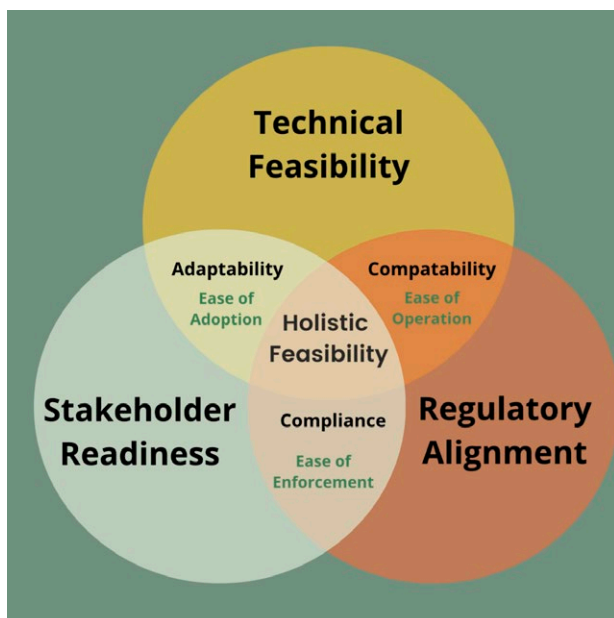 Technical
Feasibility
Adaptability
Ease of
Adoption
Compatability
Ease of
Operation
Holistic
Feasibility
Stakeholder
Readiness
Compliance
Ease of
Enforcement
Regulatory
Alignment